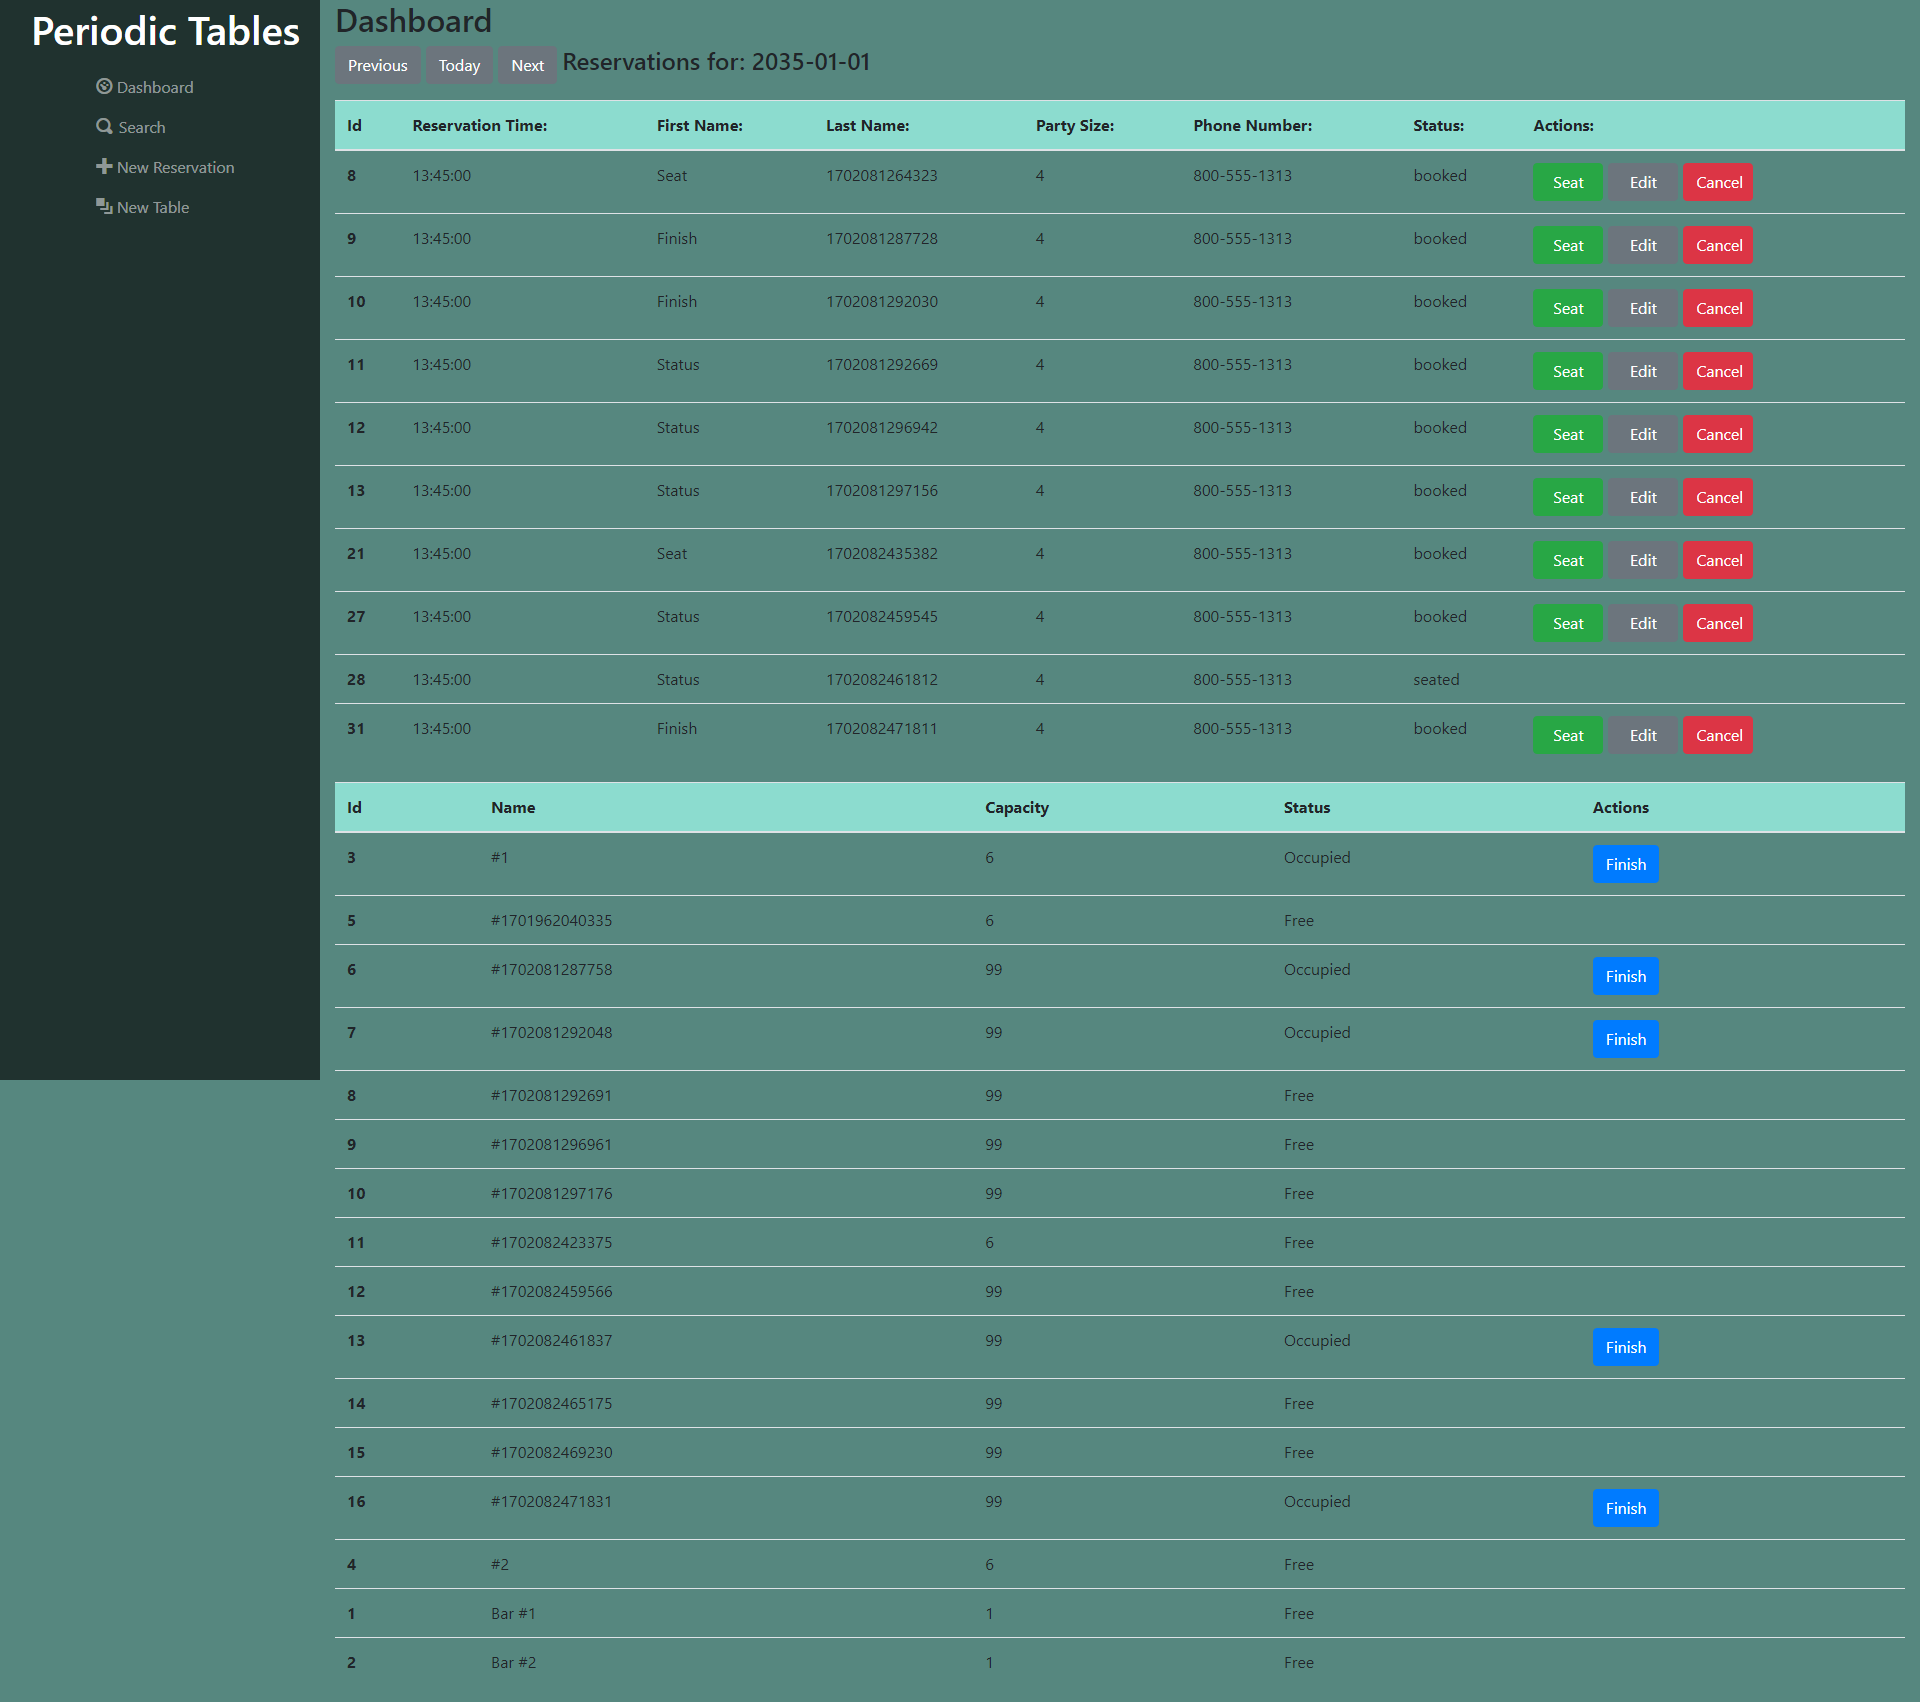 Periodic Tables
Dashboard
Search
New Reservation
New Table
Dashboard
Previous Today Next Reservations for: 2035-01-01
Id Reservation Time: First Name: Last Name: Party Size: Phone Number: Status: Actions:
8 13:45:00 Seat 1702081264323 4 800-555-1313 booked Seat Edit Cancel
9 13:45:00 Finish 1702081287728 4 800-555-1313 booked Seat Edit Cancel
10 13:45:00 Finish 1702081292030 4 800-555-1313 booked Seat Edit Cancel
11 13:45:00 Status 1702081292669 4 800-555-1313 booked Seat Edit Cancel
12 13:45:00 Status 1702081296942 4 800-555-1313 booked Seat Edit Cancel
13 13:45:00 Status 1702081297156 4 800-555-1313 booked Seat Edit Cancel
21 13:45:00 Seat 1702082435382 4 800-555-1313 booked Seat Edit Cancel
27 13:45:00 Status 1702082459545 4 800-555-1313 booked Seat Edit Cancel
28 13:45:00 Status 1702082461812 4 800-555-1313 seated
31 13:45:00 Finish 1702082471811 4 800-555-1313 booked Seat Edit Cancel
Id Name Capacity Status Actions
3 #1 6 Occupied Finish
5 #1701962040335 6 Free
6 #1702081287758 99 Occupied Finish
7 #1702081292048 99 Occupied Finish
8 #1702081292691 99 Free
9 #1702081296961 99 Free
10 #1702081297176 99 Free
11 #1702082423375 6 Free
12 #1702082459566 99 Free
13 #1702082461837 99 Occupied Finish
14 #1702082465175 99 Free
15 #1702082469230 99 Free
16 #1702082471831 99 Occupied Finish
4 #2 6 Free
1 Bar #1 1 Free
2 Bar #2 1 Free